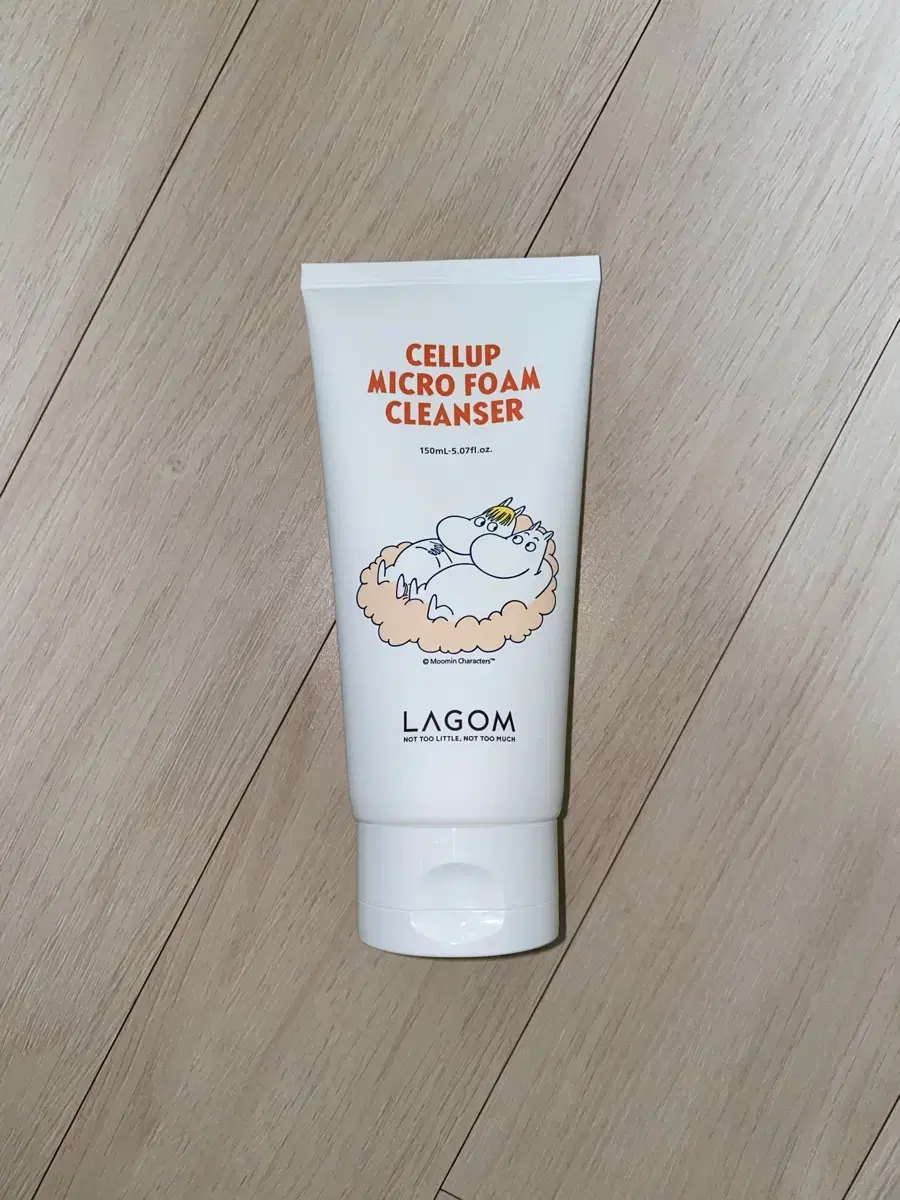 CELLUP
MICRO FOAM
CLEANSER
150mL-5.07fl.oz.
© Moomin Characters™
LAGOM
NOT TOO LITTLE, NOT TOO MUCH